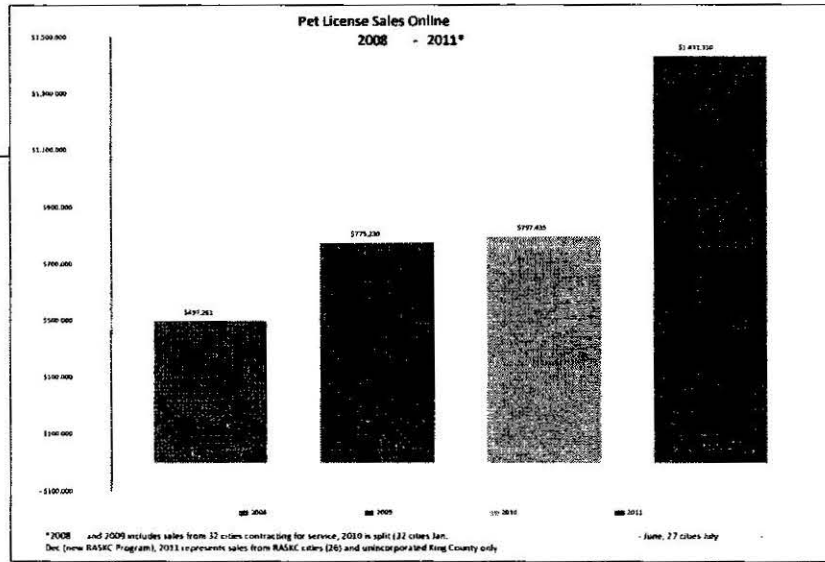 Pet License Sales Online
2008 - 2011*
$1,500,000
$1,300,000
$1,100,000
$900,000
$700,000
$500,000
$300,000
$100,000
-$100,000
$775,230
$797,435
2008 2009 2010 2011
*2008 and 2009 includes sales from 32 cities contracting for service, 2010 is split (32 cities Jan. - June, 27 cities July -
Dec (new RASKC Program), 2011 represents sales from RASKC cities (26) and unincorporated King County only